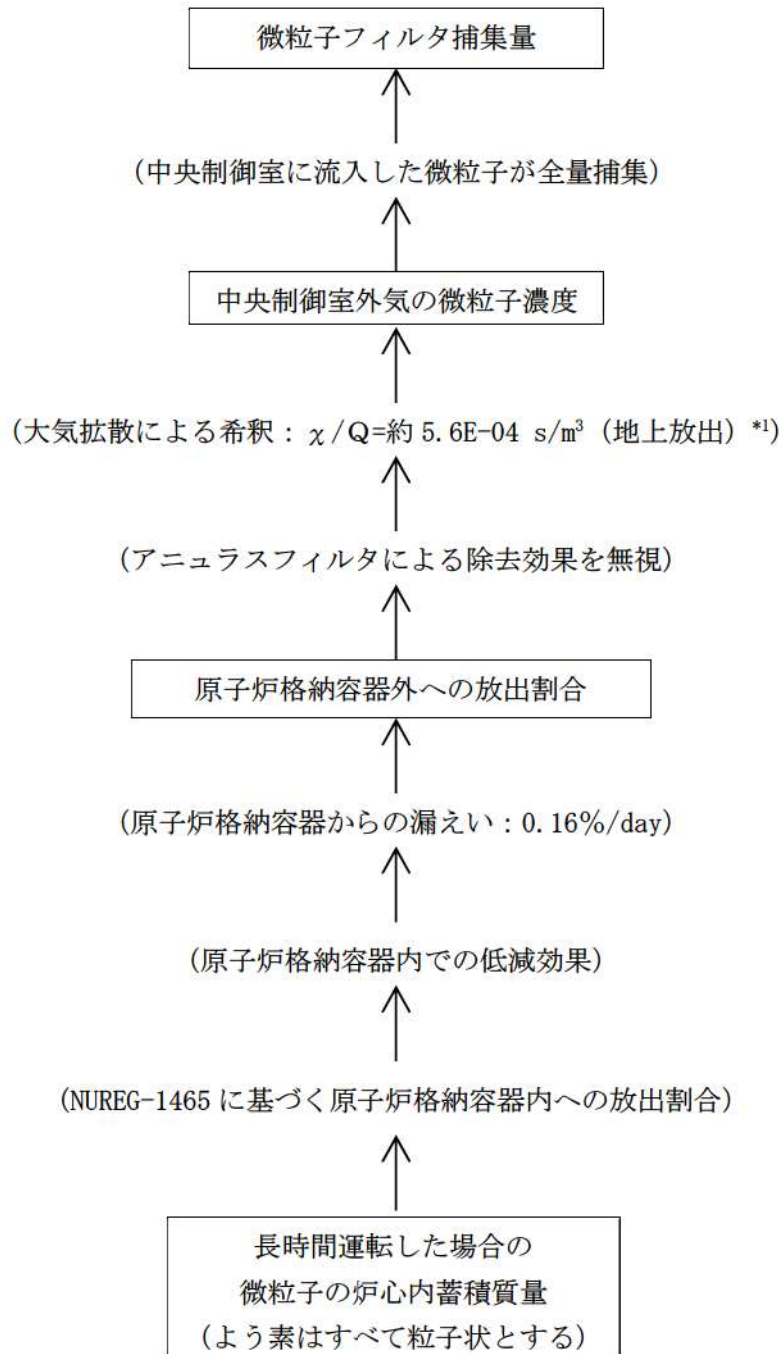 微粒子フィルタ捕集量
(中央制御室に流入した微粒子が全量捕集)
中央制御室外気の微粒子濃度
(大気拡散による希釈：χ/Q=約 5.6E-04 s/m³（地上放出）*1)
(アニュラスフィルタによる除去効果を無視)
原子炉格納容器外への放出割合
(原子炉格納容器からの漏えい：0.16%/day)
(原子炉格納容器内での低減効果)
(NUREG-1465 に基づく原子炉格納容器内への放出割合)
長時間運転した場合の
微粒子の炉心内蓄積質量
(よう素はすべて粒子状とする)